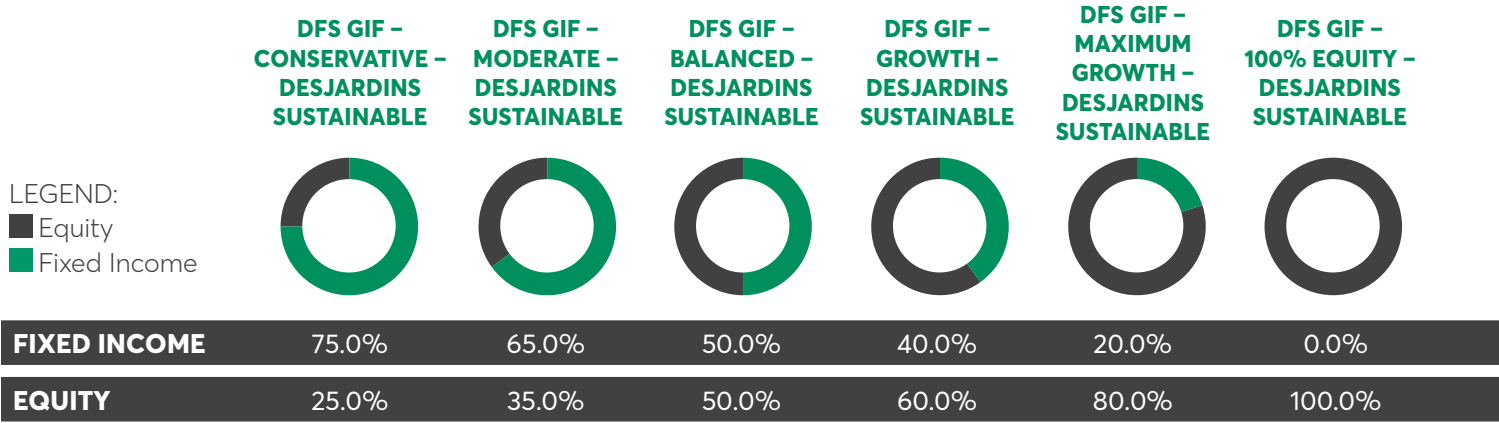 DFS GIF –
CONSERVATIVE –
DESJARDINS
SUSTAINABLE
DFS GIF –
MODERATE –
DESJARDINS
SUSTAINABLE
DFS GIF –
BALANCED –
DESJARDINS
SUSTAINABLE
DFS GIF –
GROWTH –
DESJARDINS
SUSTAINABLE
DFS GIF –
MAXIMUM
GROWTH –
DESJARDINS
SUSTAINABLE
DFS GIF –
100% EQUITY –
DESJARDINS
SUSTAINABLE
LEGEND:
Equity
Fixed Income
FIXED INCOME 75.0% 65.0% 50.0% 40.0% 20.0% 0.0%
EQUITY 25.0% 35.0% 50.0% 60.0% 80.0% 100.0%